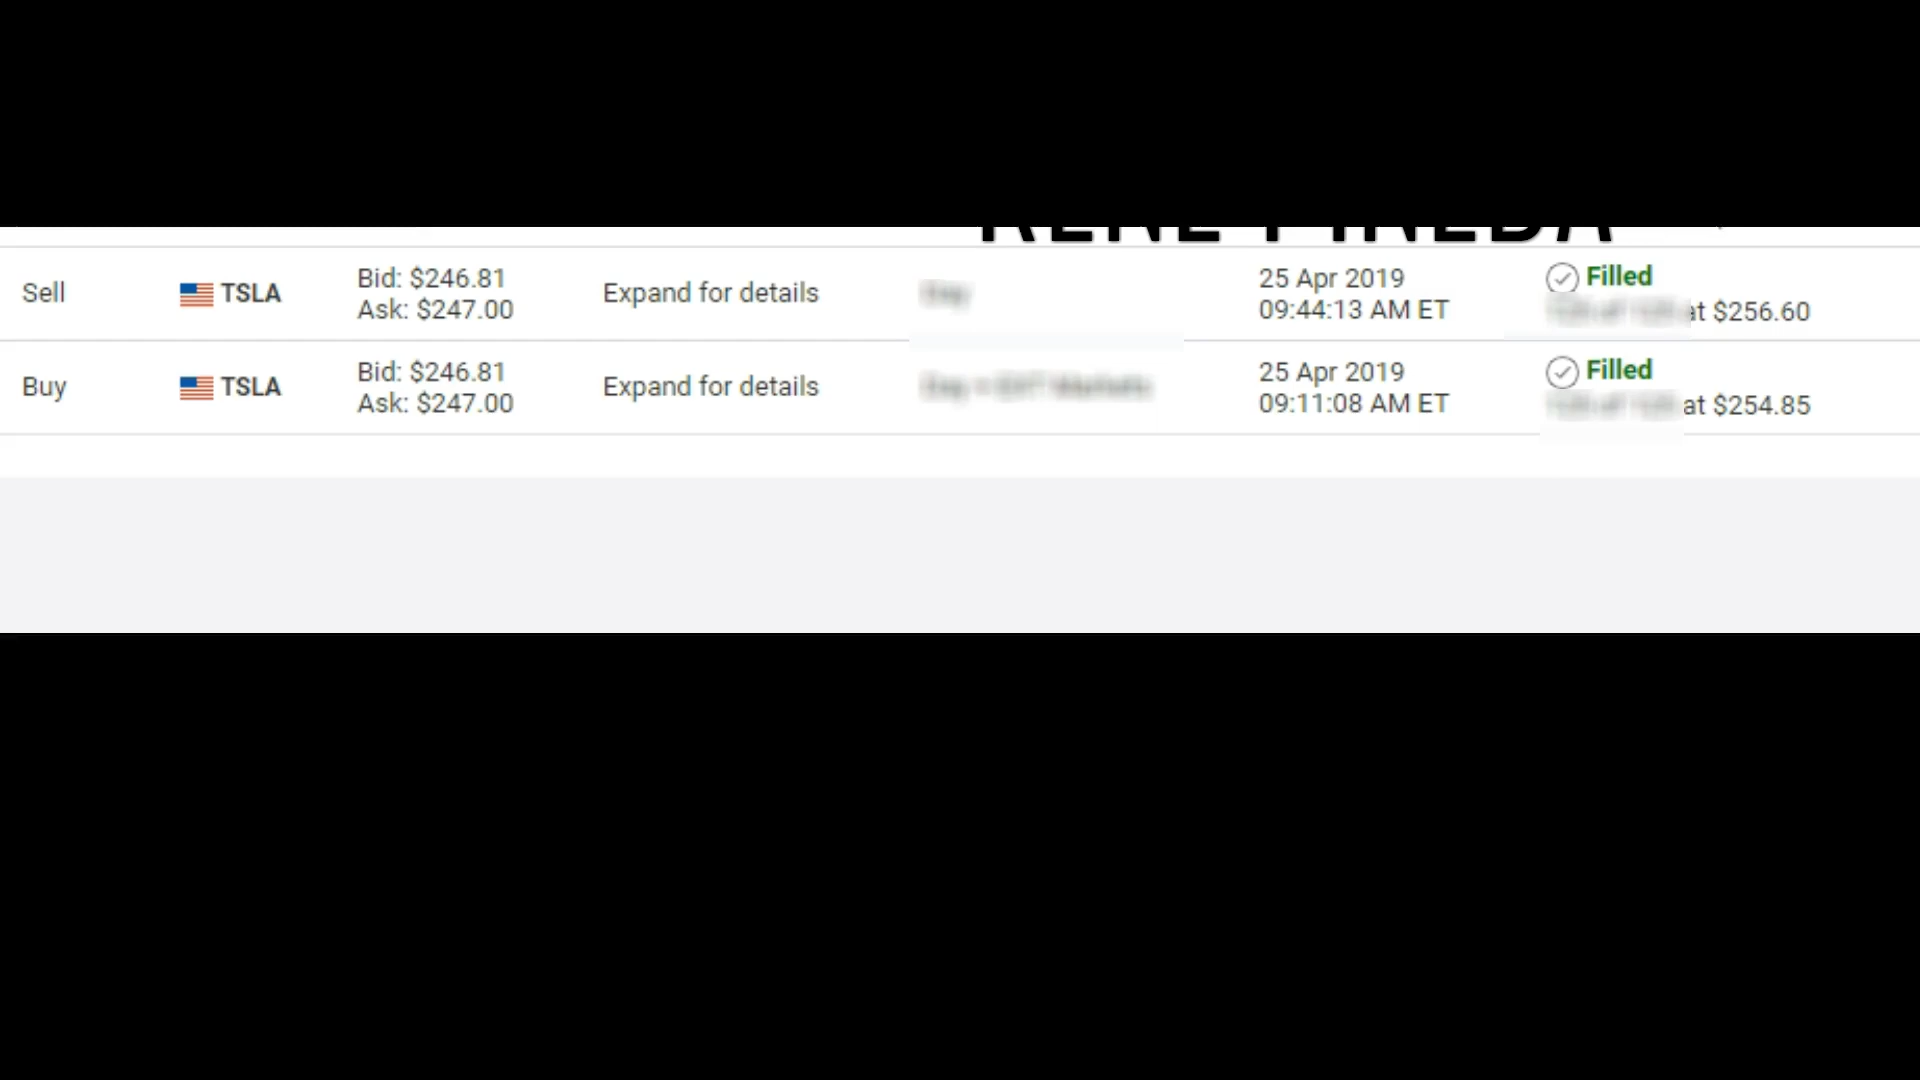 RENE PINEDA
Sell TSLA Bid: $246.81 Expand for details 25 Apr 2019 Filled
Ask: $247.00 09:44:13 AM ET at $256.60
Buy TSLA Bid: $246.81 Expand for details 25 Apr 2019 Filled
Ask: $247.00 09:11:08 AM ET at $254.85